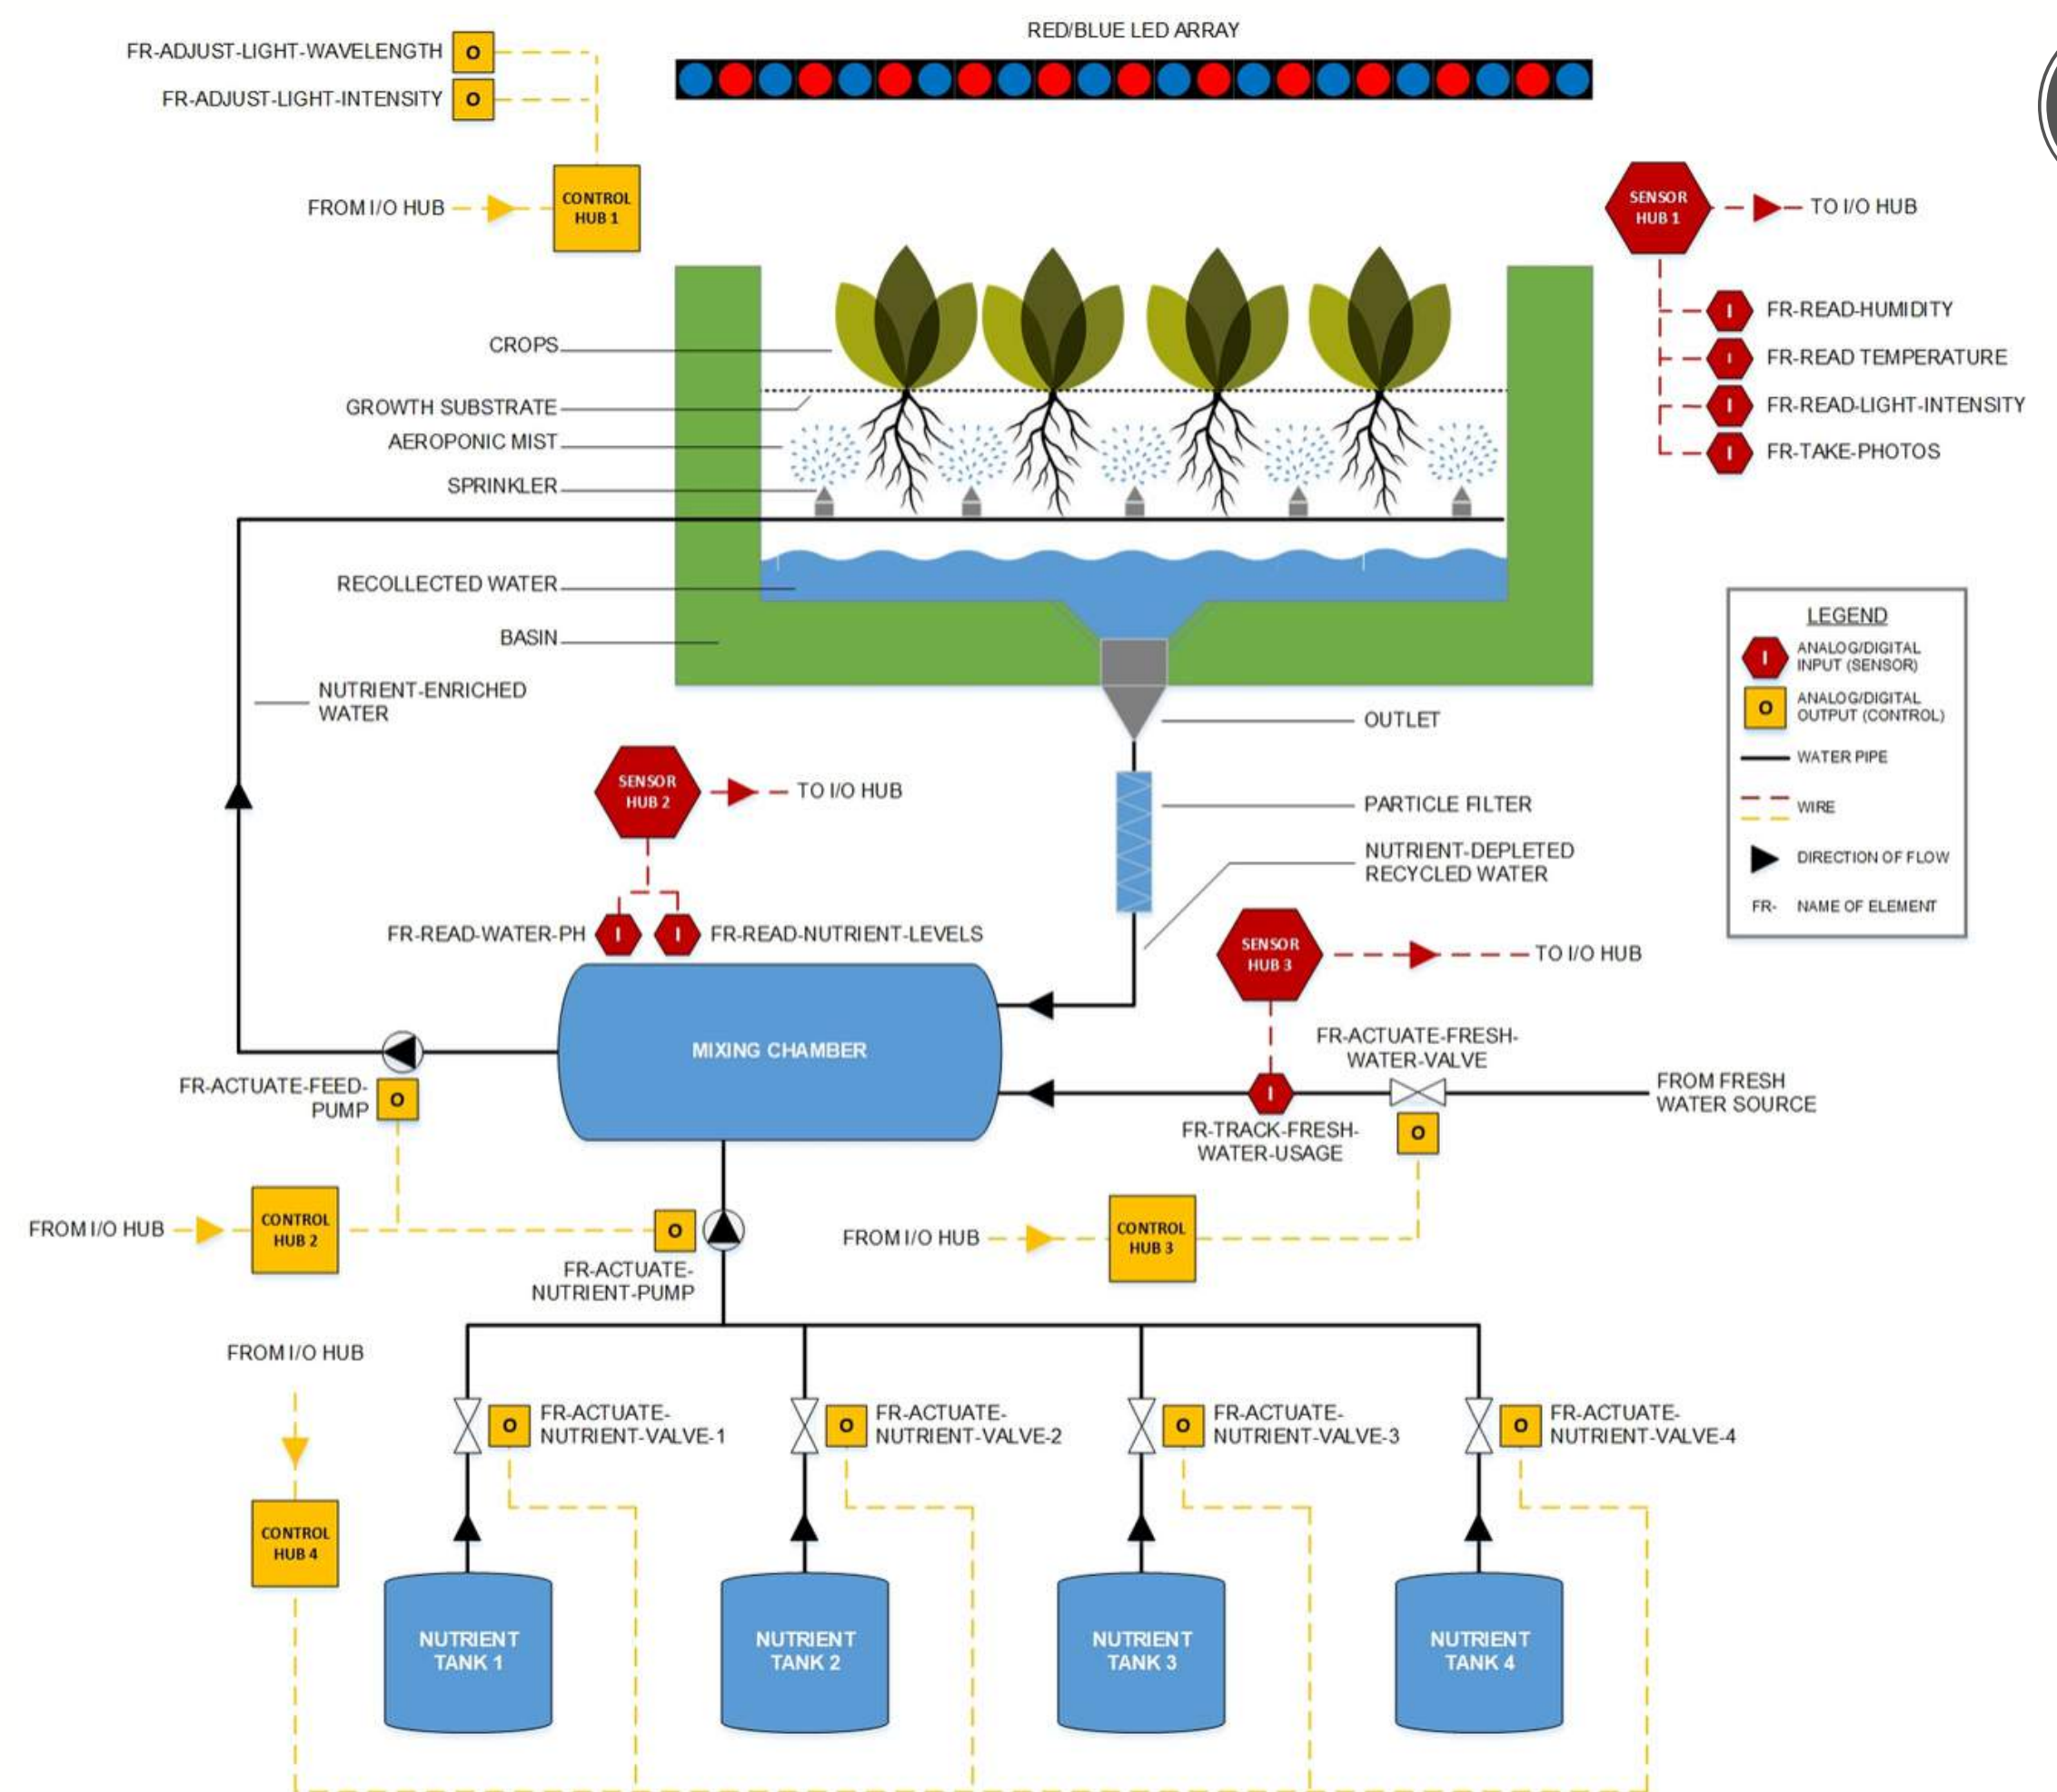 RED/BLUE LED ARRAY
FR-ADJUST-LIGHT-WAVELENGTH
O
FR-ADJUST-LIGHT-INTENSITY
O
FROM I/O HUB
CONTROL
HUB 1
SENSOR
HUB 1
TO I/O HUB
I
FR-READ-HUMIDITY
I
FR-READ TEMPERATURE
I
FR-READ-LIGHT-INTENSITY
I
FR-TAKE-PHOTOS
CROPS
GROWTH SUBSTRATE
AEROPONIC MIST
SPRINKLER
RECOLLECTED WATER
BASIN
NUTRIENT-ENRICHED
WATER
OUTLET
PARTICLE FILTER
NUTRIENT-DEPLETED
RECYCLED WATER
LEGEND
I
ANALOG/DIGITAL
INPUT (SENSOR)
O
ANALOG/DIGITAL
OUTPUT (CONTROL)
WATER PIPE
WIRE
DIRECTION OF FLOW
FR-
NAME OF ELEMENT
SENSOR
HUB 2
TO I/O HUB
FR-READ-WATER-PH
I
I
FR-READ-NUTRIENT-LEVELS
SENSOR
HUB 3
TO I/O HUB
MIXING CHAMBER
FR-ACTUATE-FRESH-
WATER-VALVE
I
FR-TRACK-FRESH-
WATER-USAGE
O
FROM FRESH
WATER SOURCE
FR-ACTUATE-FEED-
PUMP
O
FROM I/O HUB
CONTROL
HUB 2
O
FR-ACTUATE-
NUTRIENT-PUMP
FROM I/O HUB
CONTROL
HUB 3
FROM I/O HUB
CONTROL
HUB 4
O
FR-ACTUATE-
NUTRIENT-VALVE-1
O
FR-ACTUATE-
NUTRIENT-VALVE-2
O
FR-ACTUATE-
NUTRIENT-VALVE-3
O
FR-ACTUATE-
NUTRIENT-VALVE-4
NUTRIENT
TANK 1
NUTRIENT
TANK 2
NUTRIENT
TANK 3
NUTRIENT
TANK 4